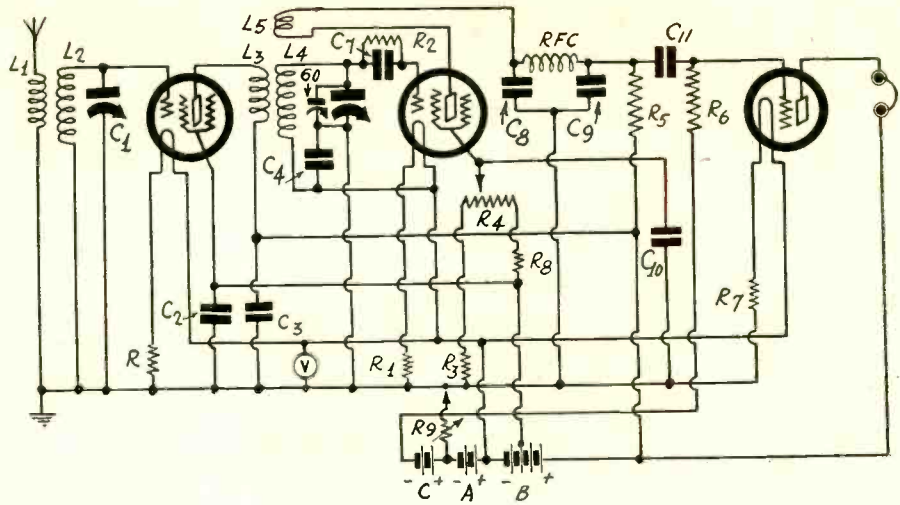 L5
C7 R2
L1 L2 L3 L4 60
RFC
C11
C1
C4
C8 C9 R5 R6
R4
R8
C10
C2 C3
R7
R V R1 R3
R9
- + - + - +
C A B